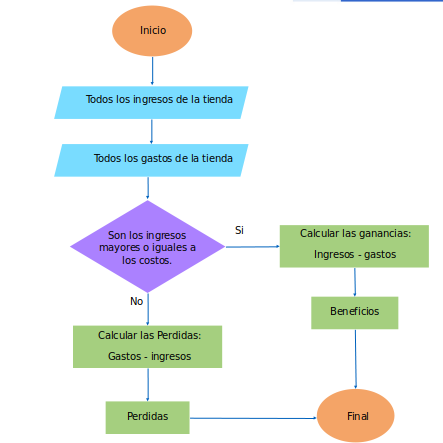 Inicio
Todos los ingresos de la tienda
Todos los gastos de la tienda
Son los ingresos
mayores o iguales a
los costos.
Si
Calcular las ganancias:
Ingresos - gastos
No
Beneficios
Calcular las Perdidas:
Gastos - ingresos
Perdidas
Final